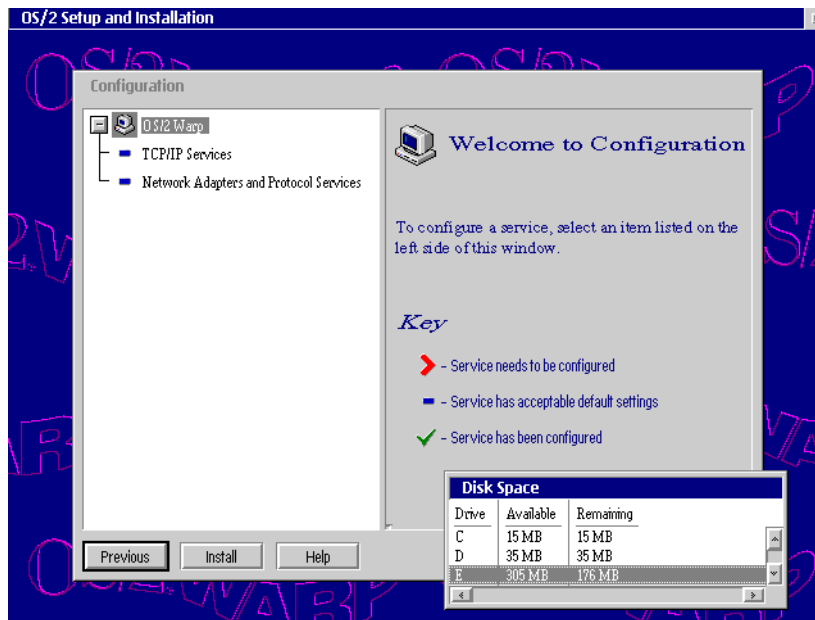 OS/2 Setup and Installation
Configuration
OS/2 Warp
TCP/IP Services
Network Adapters and Protocol Services
Welcome to Configuration
To configure a service, select an item listed on the
left side of this window.
Key
- Service needs to be configured
- Service has acceptable default settings
- Service has been configured
Previous
Install
Help
Disk Space
Drive Available Remaining
C 15 MB 15 MB
D 35 MB 35 MB
E 305 MB 176 MB